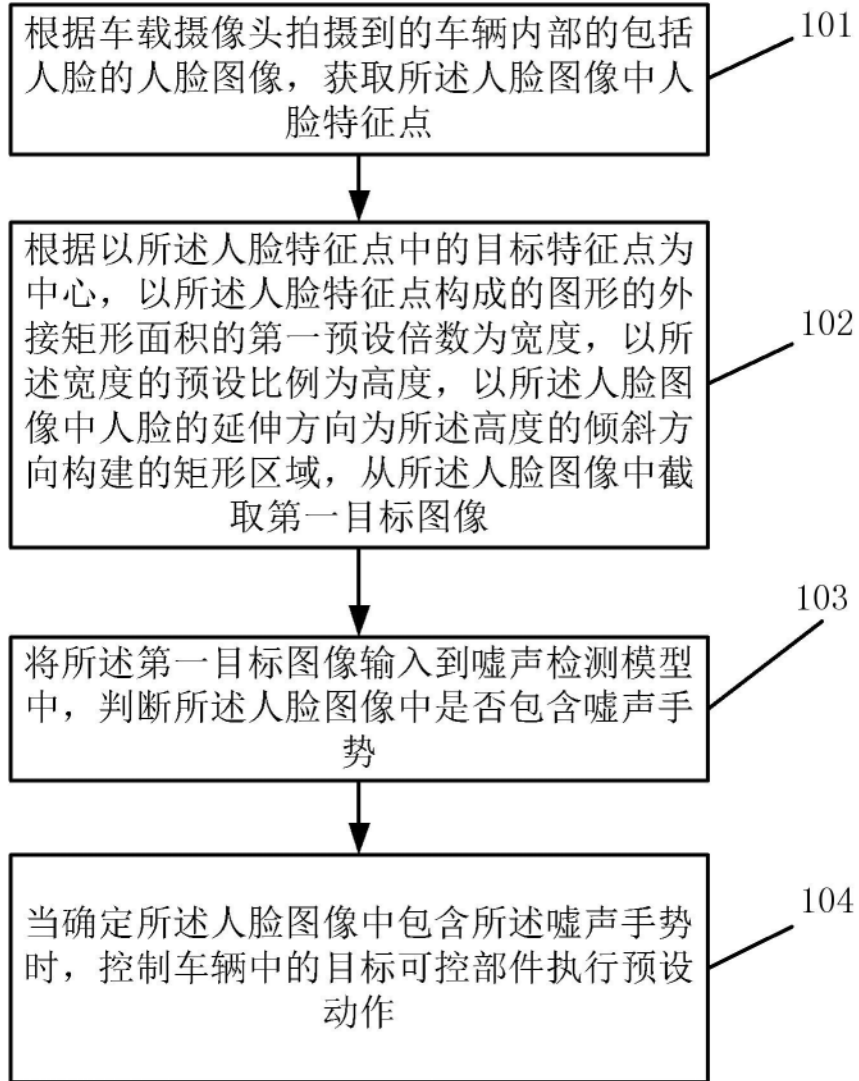 根据车载摄像头拍摄到的车辆内部的包括
人脸的人脸图像，获取所述人脸图像中人
脸特征点
101
根据以所述人脸特征点中的目标特征点为
中心，以所述人脸特征点构成的图形的外
接矩形面积的第一预设倍数为宽度，以所
述宽度的预设比例为高度，以所述人脸图
像中人脸的延伸方向为所述高度的倾斜方
向构建的矩形区域，从所述人脸图像中截
取第一目标图像
102
将所述第一目标图像输入到嘘声检测模型
中，判断所述人脸图像中是否包含嘘声手
势
103
当确定所述人脸图像中包含所述嘘声手势
时，控制车辆中的目标可控部件执行预设
动作
104